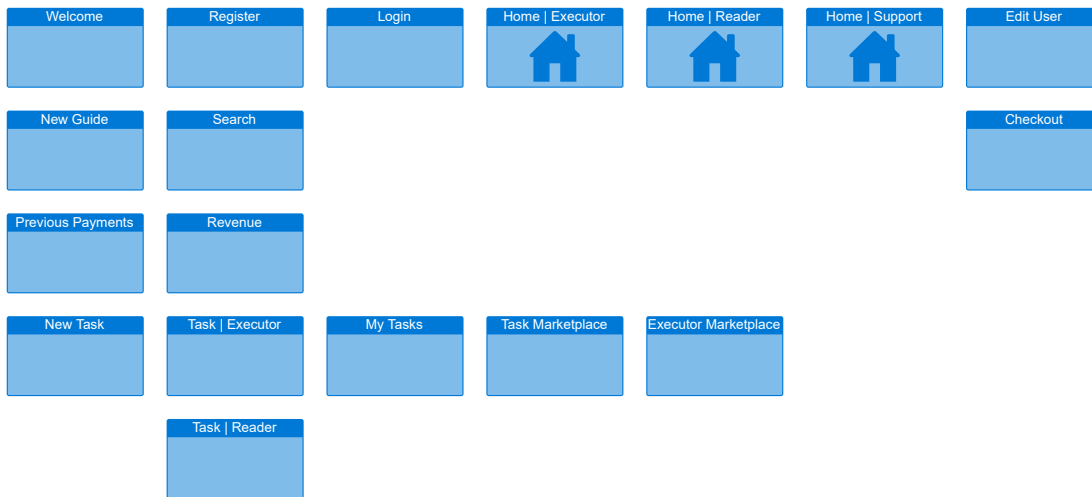 Welcome
Register
Login
Home | Executor
Home | Reader
Home | Support
Edit User
New Guide
Search
Checkout
Previous Payments
Revenue
New Task
Task | Executor
My Tasks
Task Marketplace
Executor Marketplace
Task | Reader